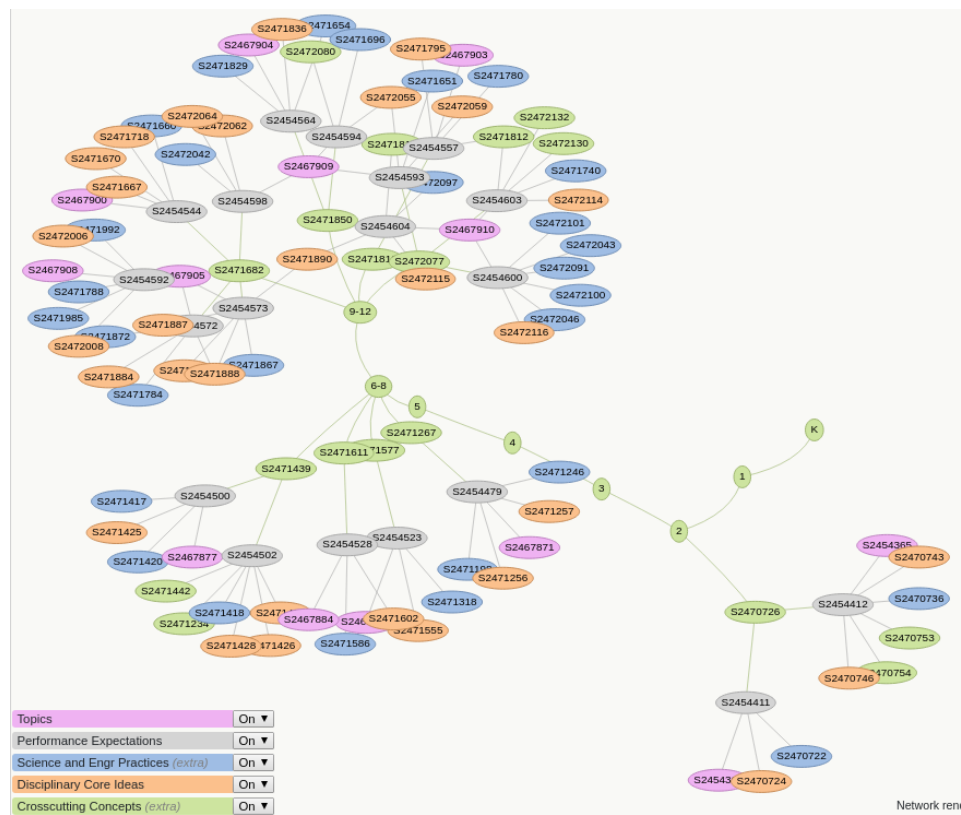 S2471836
S2471654
S2467904
S2472080
S2471696
S2471795
S2471829
S2471651
S2471780
S2472055
S2472059
S2472064
S2454564
S2472132
S2471718
S2454594
S2471812
S2472130
S2454557
S2472042
S2471670
S2467909
S2471740
S2454593
S2471667
S2454598
S2454603
S2472114
S2467900
S2454544
S2471850
S2472101
S2471992
S2454604
S2467910
S2472006
S2472043
S2471890
S2472077
S2467908
S2471682
S2472091
S2454592
S2472115
S2454600
S2471788
S2472100
S2454573
9-12
S2471985
S2471887
S2472046
S2472116
S2472008
S2471884
S2471888
S2471784
6-8
5
S2471267
K
4
S2471611
S2471439
S2471246
1
3
S2454500
S2454479
S2471417
S2471257
S2471425
2
S2454528
S2454523
S2467877
S2454502
S2467871
S2471420
S2471256
S2454365
S2470743
S2471442
S2471318
S2454412
S2470736
S2471418
S2470726
S2467884
S2471602
S2470753
S2471428
S2471586
S2471555
S2470746
S2454411
Topics On ▼
Performance Expectations On ▼
Science and Engr Practices (extra) On ▼
S2470722
S2470724
Disciplinary Core Ideas On ▼
Crosscutting Concepts (extra) On ▼
Network